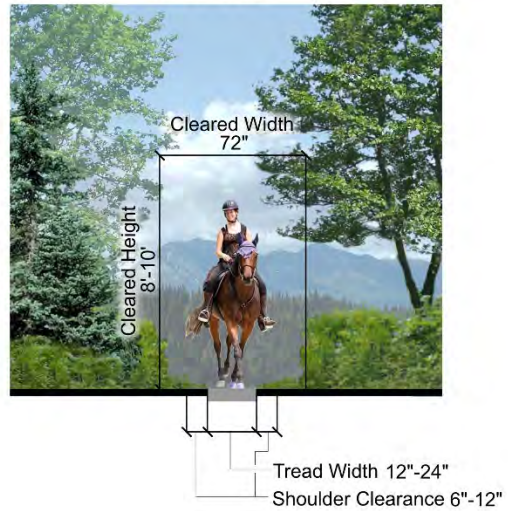 Cleared Width
72"
Cleared Height
8'-10'
Tread Width 12"-24"
Shoulder Clearance 6"-12"